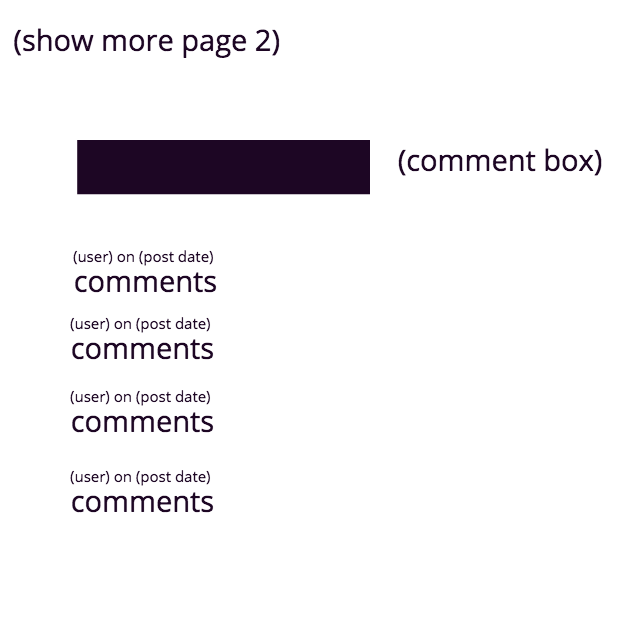 (show more page 2)
(comment box)
(user) on (post date)
comments
(user) on (post date)
comments
(user) on (post date)
comments
(user) on (post date)
comments